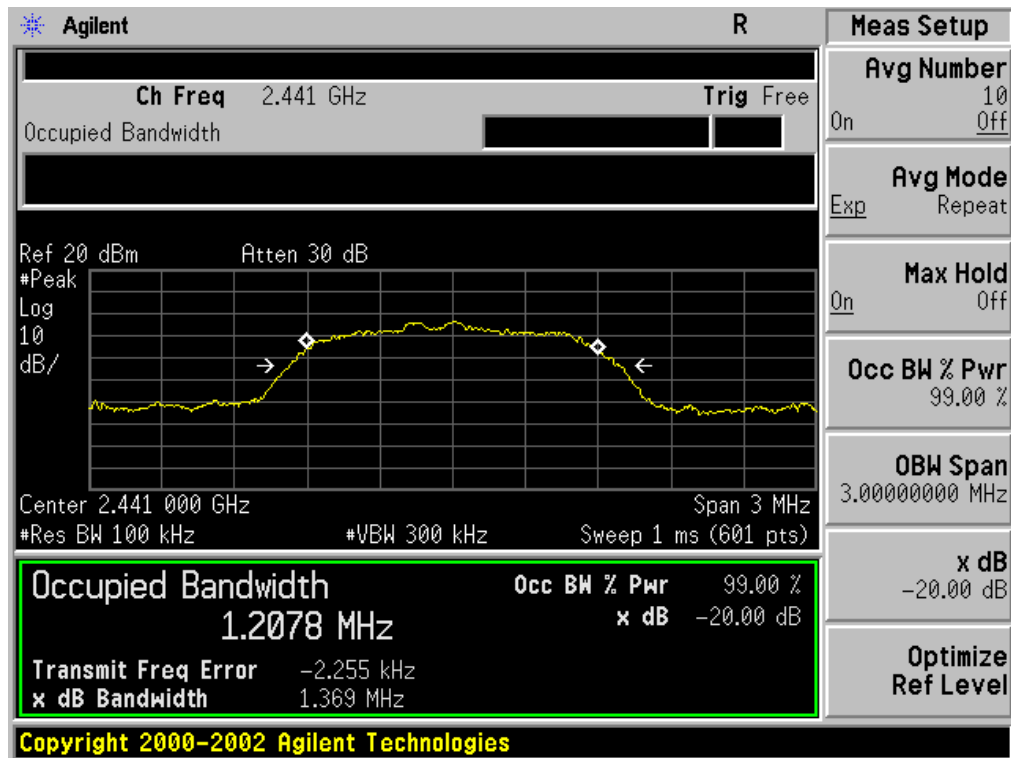 Agilent R Meas Setup
Ch Freq 2.441 GHz Trig Free
Occupied Bandwidth
Avg Number
10
On Off
Avg Mode
Exp Repeat
Max Hold
On Off
Occ BW % Pwr
99.00 %
OBW Span
3.00000000 MHz
x dB
-20.00 dB
Optimize
Ref Level
Ref 20 dBm Atten 30 dB
#Peak
Log
10
dB/
Center 2.441 000 GHz Span 3 MHz
#Res BW 100 kHz #VBW 300 kHz Sweep 1 ms (601 pts)
Occupied Bandwidth Occ BW % Pwr 99.00 %
1.2078 MHz x dB -20.00 dB
Transmit Freq Error -2.255 kHz
x dB Bandwidth 1.369 MHz
Copyright 2000-2002 Agilent Technologies